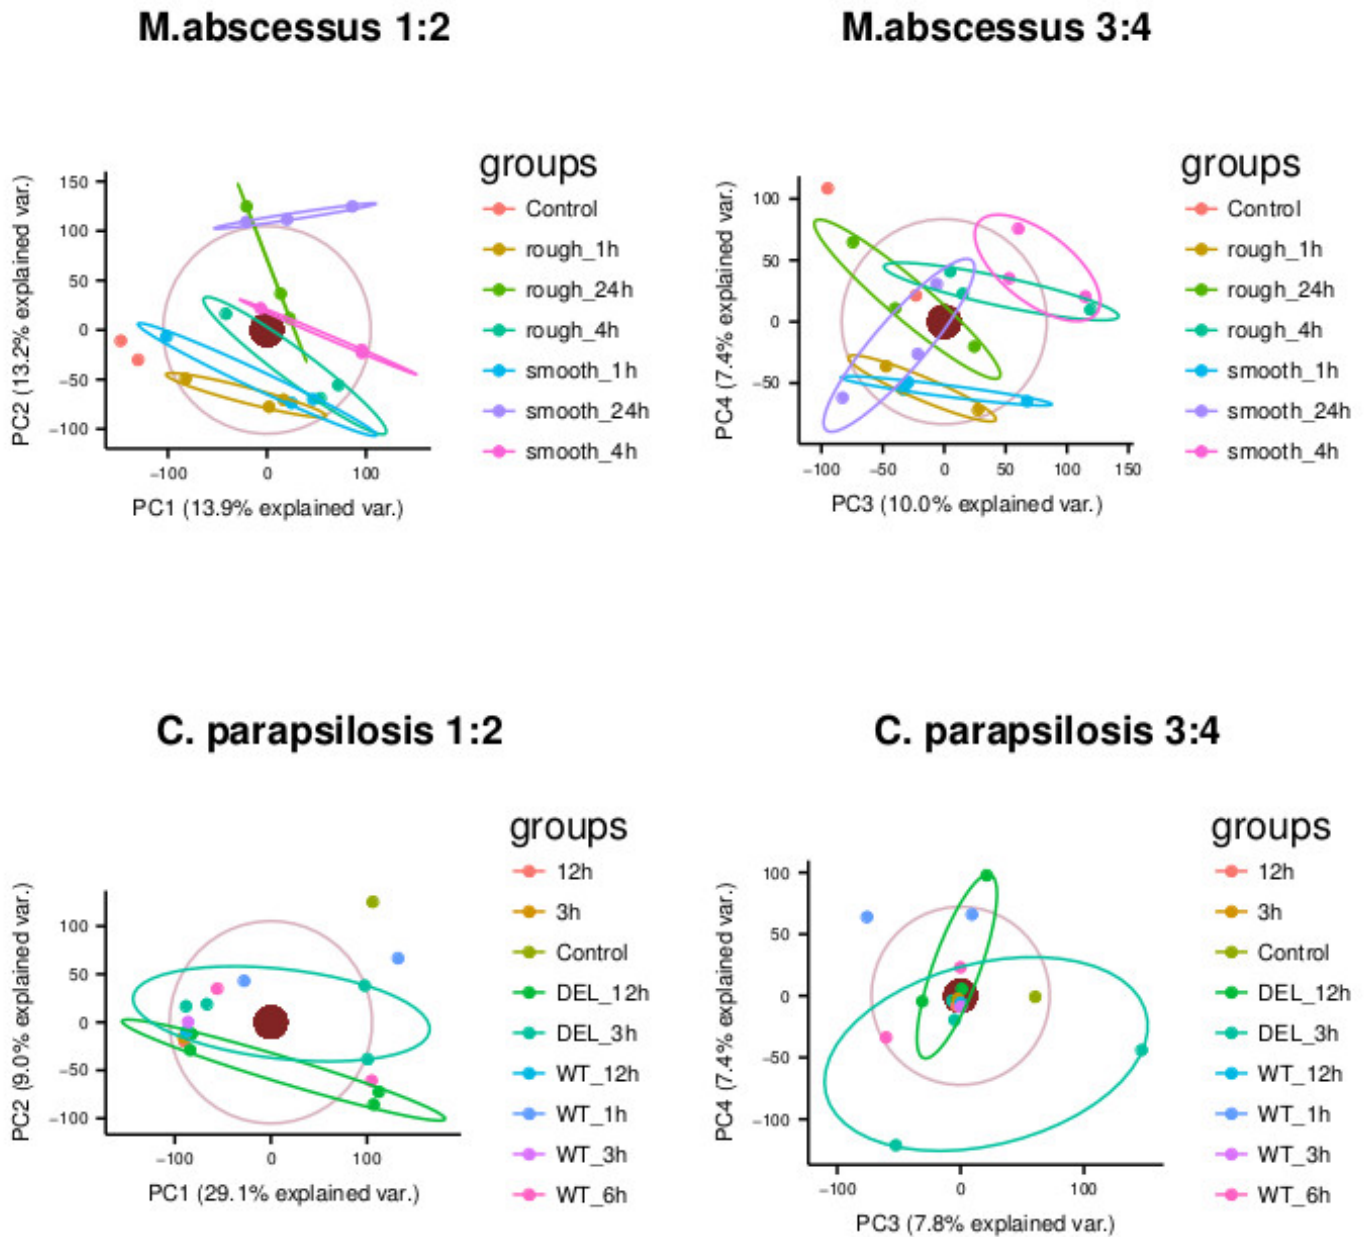 M.abscessus 1:2
M.abscessus 3:4
groups
Control
rough_1h
rough_24h
rough_4h
smooth_1h
smooth_24h
smooth_4h
150
100
50
0
−50
−100
PC2 (13.2% explained var.)
−100
0
100
PC1 (13.9% explained var.)
groups
Control
rough_1h
rough_24h
rough_4h
smooth_1h
smooth_24h
smooth_4h
100
50
0
−50
PC4 (7.4% explained var.)
−100
−50
0
50
100
150
PC3 (10.0% explained var.)
C. parapsilosis 1:2
C. parapsilosis 3:4
groups
12h
3h
Control
DEL_12h
DEL_3h
WT_12h
WT_1h
WT_3h
WT_6h
100
50
0
−50
−100
PC2 (9.0% explained var.)
−100
0
100
PC1 (29.1% explained var.)
groups
12h
3h
Control
DEL_12h
DEL_3h
WT_12h
WT_1h
WT_3h
WT_6h
100
50
0
−50
−100
PC4 (7.4% explained var.)
−100
0
100
PC3 (7.8% explained var.)